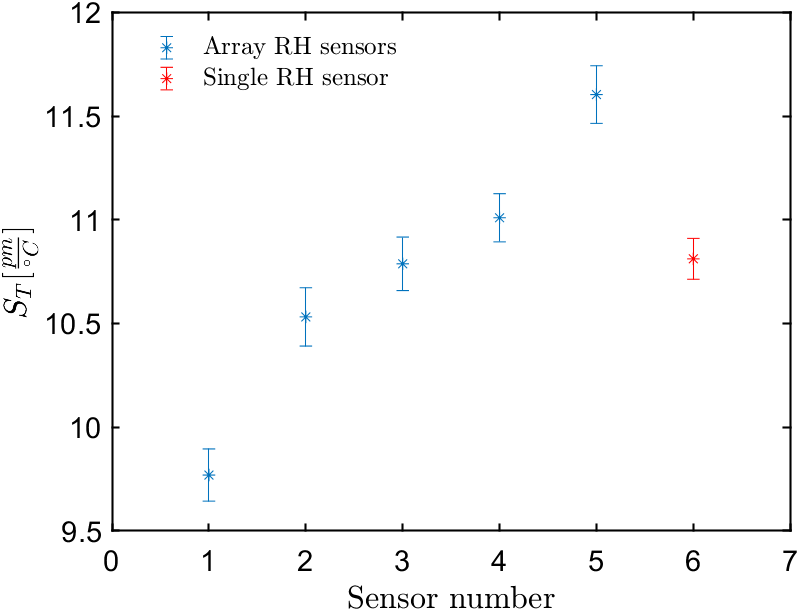 12
11.5
11
10.5
10
9.5
0 1 2 3 4 5 6 7
Array RH sensors
Single RH sensor
S_T[pm/°C]
Sensor number